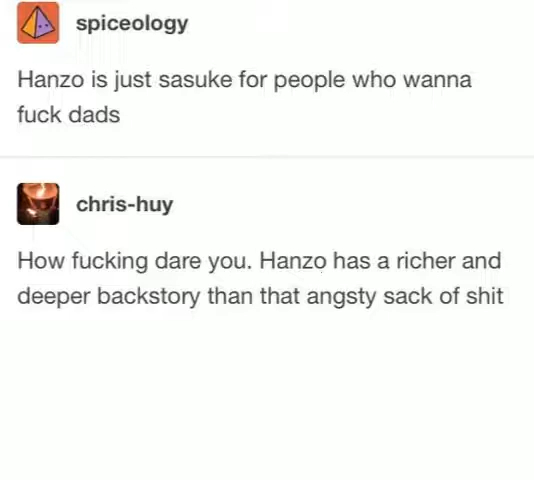 spiceology
Hanzo is just sasuke for people who wanna
fuck dads
chris-huy
How fucking dare you. Hanzo has a richer and
deeper backstory than that angsty sack of shit